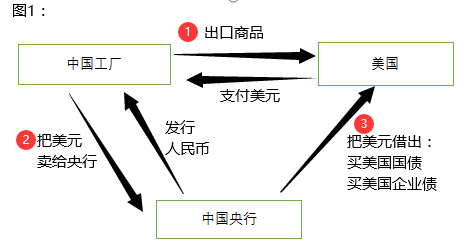 图1：
1 出口商品
中国工厂
美国
支付美元
2 把美元
卖给央行
发行
人民币
3
把美元借出：
买美国国债
买美国企业债
中国央行